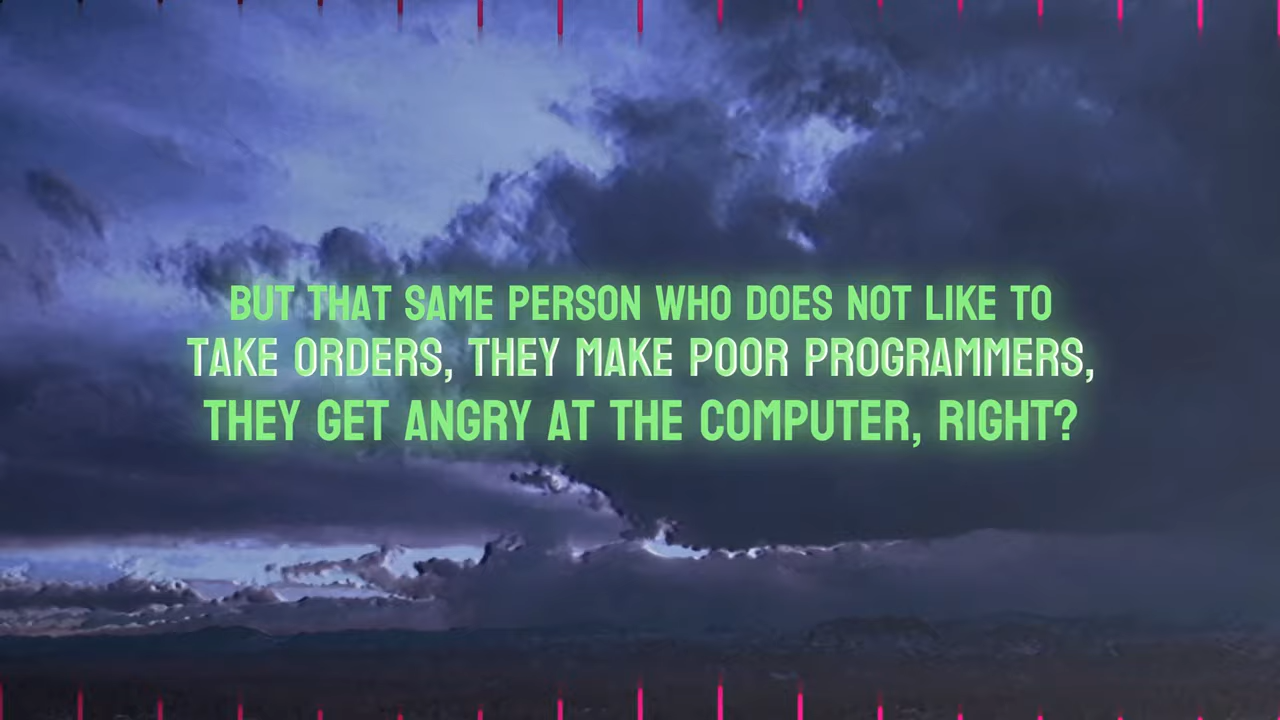 BUT THAT SAME PERSON WHO DOES NOT LIKE TO
TAKE ORDERS, THEY MAKE POOR PROGRAMMERS,
THEY GET ANGRY AT THE COMPUTER, RIGHT?